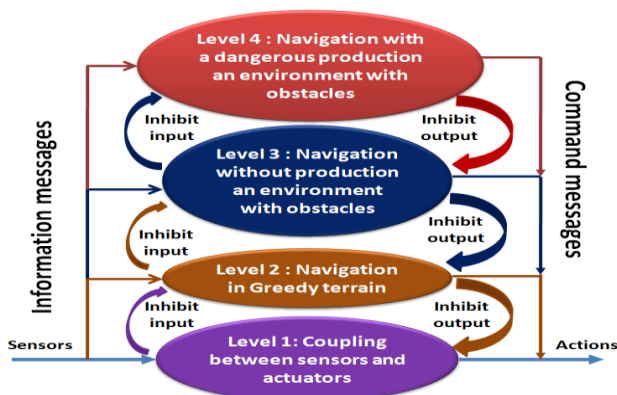 Level 4 : Navigation with
a dangerous production
an environment with
obstacles
Inhibit
input
Inhibit
output
Level 3 : Navigation
without production
an environment
with obstacles
Inhibit
input
Inhibit
output
Level 2 : Navigation
in Greedy terrain
Inhibit
input
Inhibit
output
Level 1: Coupling
between sensors and
actuators
Information messages
Command messages
Sensors
Actions